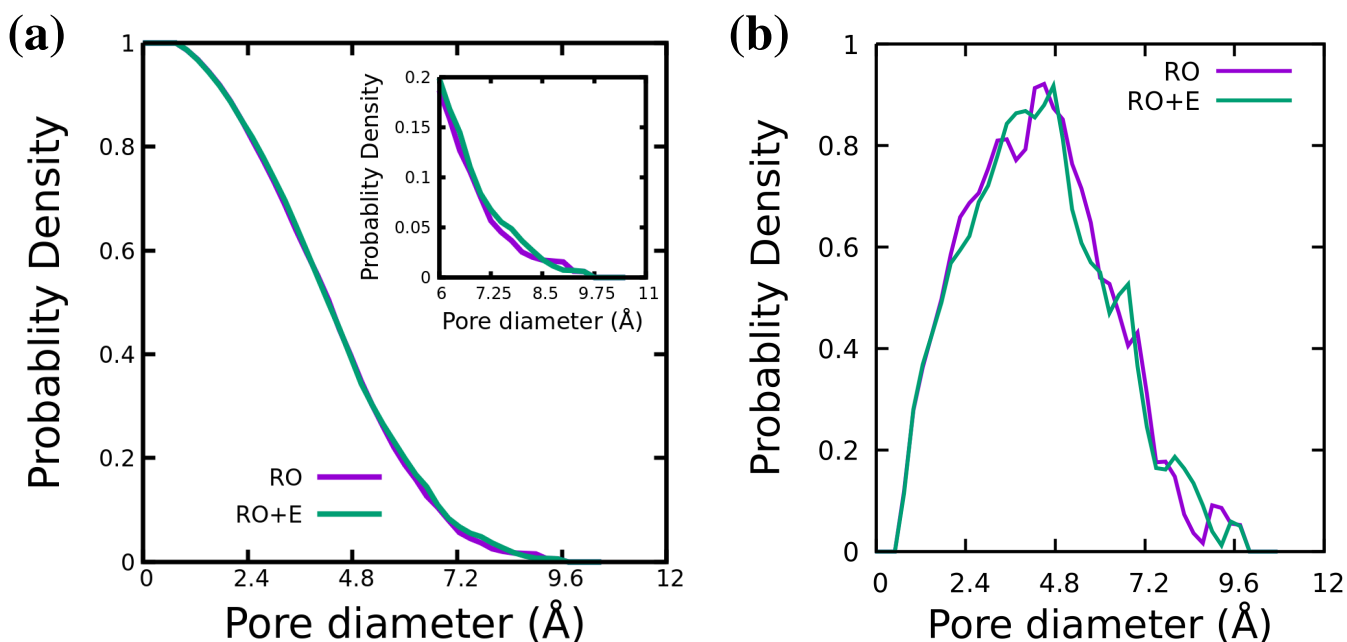 (a)
Probablity Density
1
0.8
0.6
0.4
0.2
0
0 2.4 4.8 7.2 9.6 12
Pore diameter (Å)
RO
RO+E
Probablity Density
0.2
0.15
0.1
0.05
0
6 7.25 8.5 9.75 11
Pore diameter (Å)
(b)
Probablity Density
1
0.8
0.6
0.4
0.2
0
0 2.4 4.8 7.2 9.6 12
Pore diameter (Å)
RO
RO+E